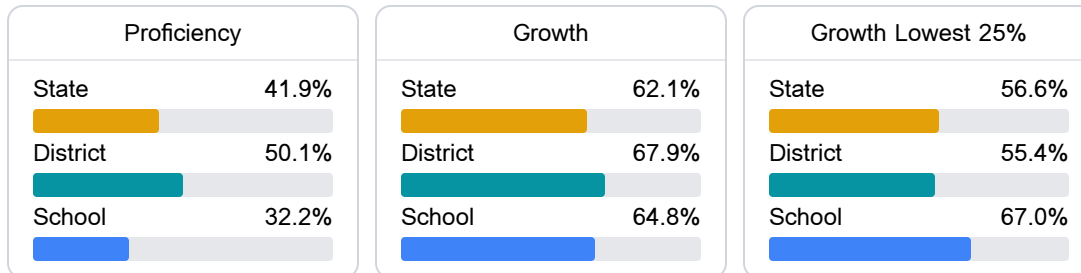 Proficiency
State 41.9%
District 50.1%
School 32.2%
Growth
State 62.1%
District 67.9%
School 64.8%
Growth Lowest 25%
State 56.6%
District 55.4%
School 67.0%